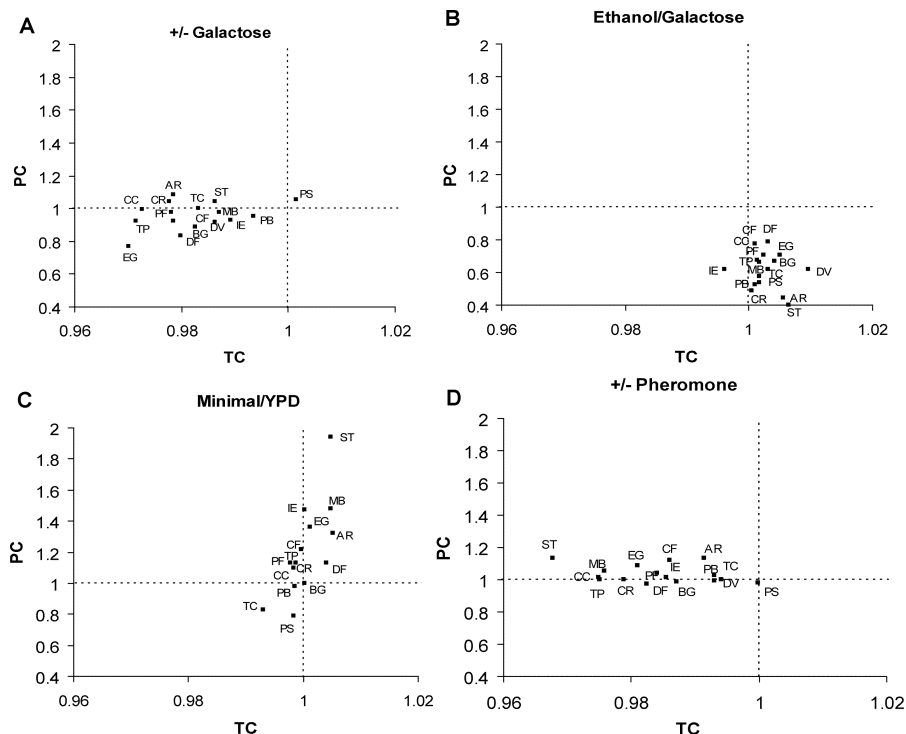 A
+/- Galactose
2
1.8
1.6
1.4
1.2
1
0.8
0.6
0.4
PC
CC
CR
AR
TC
ST
PS
PF
CF
MB
TP
BG
DV
IE
PB
DF
EG
0.96
0.98
1
1.02
TC
B
Ethanol/Galactose
2
1.8
1.6
1.4
1.2
1
0.8
0.6
0.4
PC
CF
DF
CC
PF
EG
TP
BG
IE
MB
TC
DV
PB
PS
CR
AR
ST
0.96
0.98
1
1.02
TC
C
Minimal/YPD
2
1.8
1.6
1.4
1.2
1
0.8
0.6
0.4
PC
ST
IE
MB
EG
AR
CF
TP
PF
CR
DF
CC
PB
BG
TC
PS
0.96
0.98
1
1.02
TC
D
+/- Pheromone
2
1.8
1.6
1.4
1.2
1
0.8
0.6
0.4
PC
ST
MB
EG
CF
AR
CC
PF
IE
PB
TC
TP
CR
DF
BG
DV
PS
0.96
0.98
1
1.02
TC